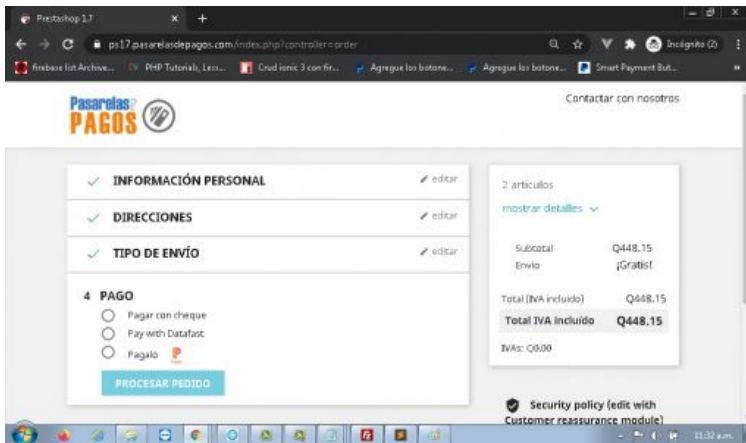 Prestashop 1.7
ps17.pasarelasdepagos.com/index.php?controller=order
Incógnito (2)
firebase list Archive...
PHP Tutorials, Less...
Crud ionic 3 con fir...
Agregue los botone...
Agregue los botone...
Smart Payment But...
Pasarelas
PAGOS
Contactar con nosotros
INFORMACIÓN PERSONAL
editar
DIRECCIONES
editar
TIPO DE ENVÍO
editar
4 PAGO
Pagar con cheque
Pay with Datafast
Pagalo
PROCESAR PEDIDO
2 artículos
mostrar detalles
Subtotal Q448.15
Envío ¡Gratis!
Total (IVA incluido) Q448.15
Total IVA incluído Q448.15
IVAs: Q0.00
Security policy (edit with
Customer reassurance module)
11:32 a.m.